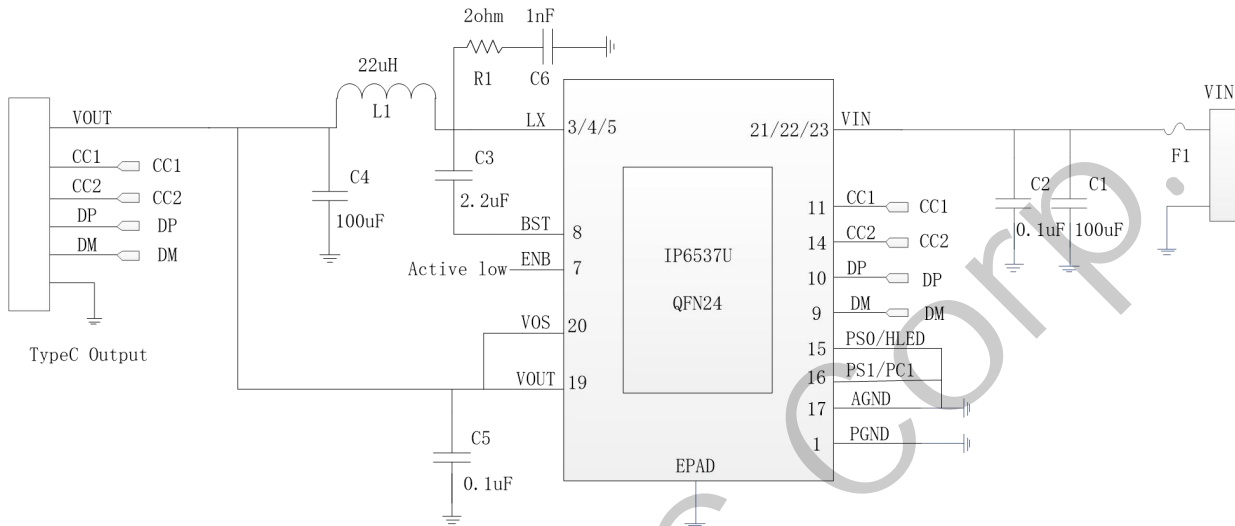 2ohm 1nF
R1 C6
22uH
L1
VIN
VOUT
LX 3/4/5
21/22/23 VIN
F1
CC1 CC1
CC2 CC2
DP DP
DM DM
C4
100uF
C3
2.2uF
C2
0.1uF
C1
100uF
BST 8
ENB
Active low 7
VOS 20
VOUT 19
IP6537U
QFN24
11 CC1 CC1
14 CC2 CC2
10 DP DP
9 DM DM
15 PS0/HLED
16 PS1/PC1
17 AGND
1 PGND
TypeC Output
C5
0.1uF
EPAD
Corp.